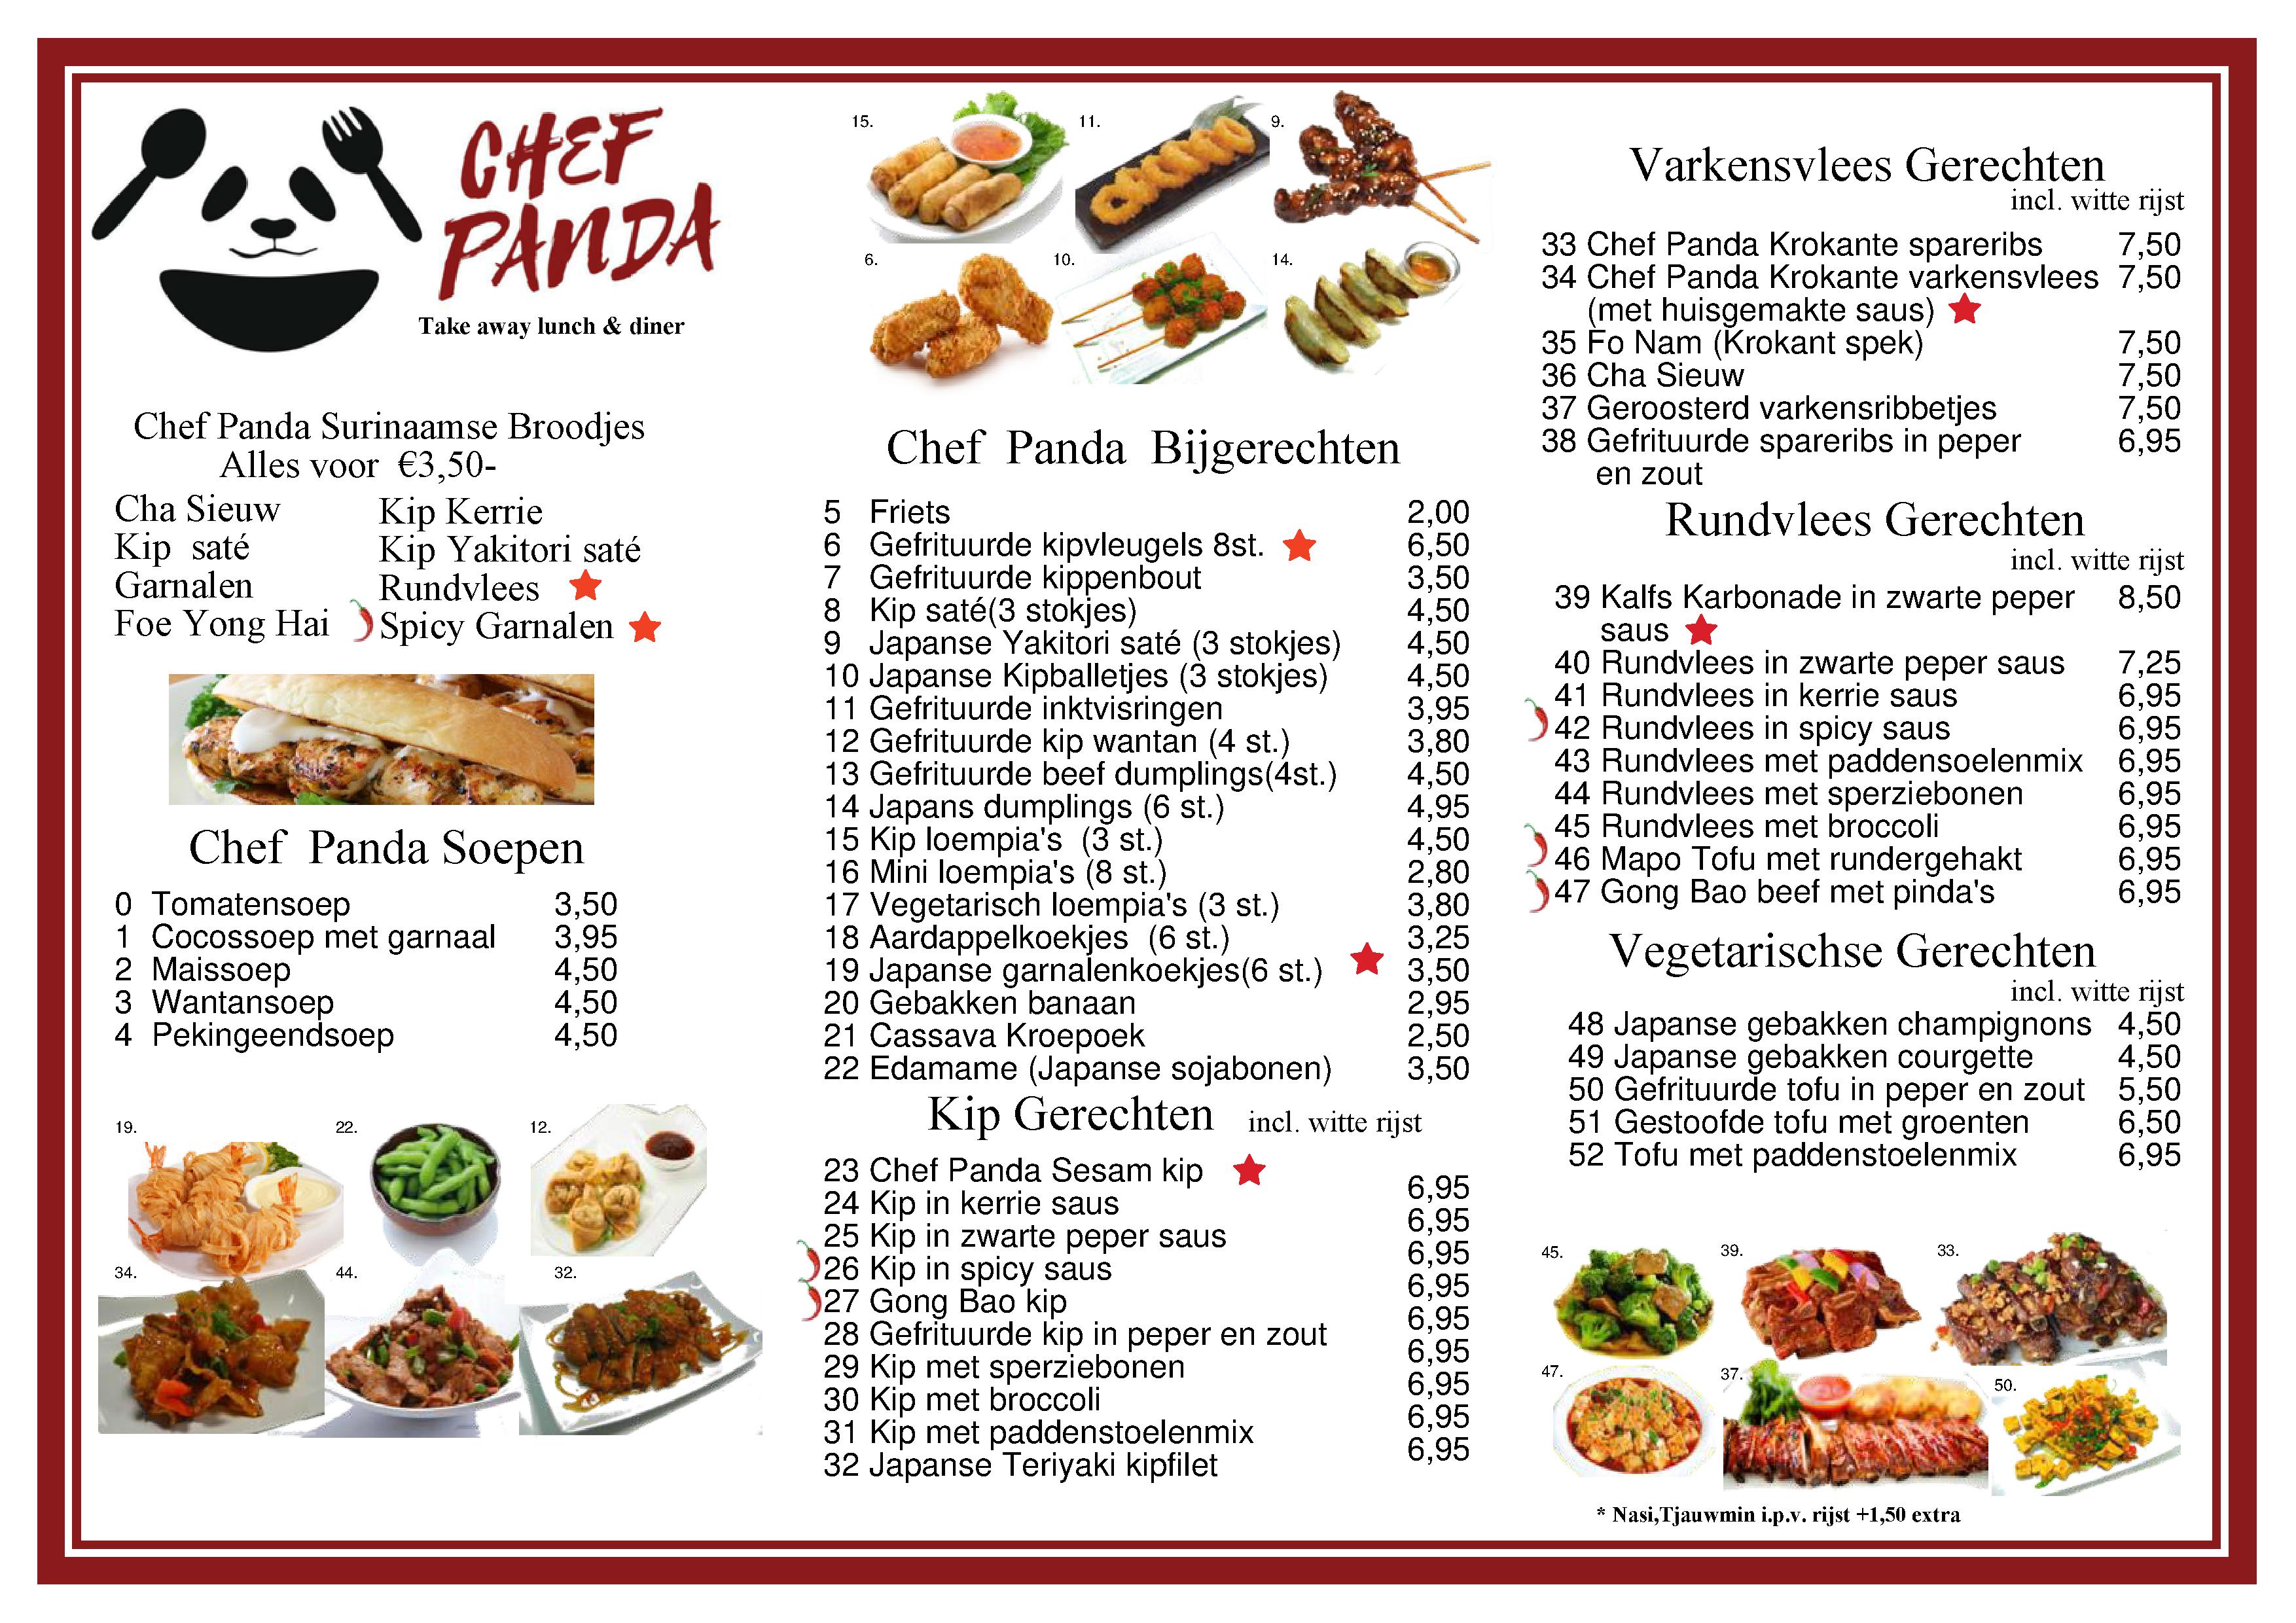 CHEF
PANDA
Take away lunch & diner
Chef Panda Surinaamse Broodjes
Alles voor €3,50-
Cha Sieuw Kip Kerrie
Kip saté Kip Yakitori saté
Garnalen Rundvlees
Foe Yong Hai Spicy Garnalen
Chef Panda Soepen
0 Tomatensoep 3,50
1 Cocossoep met garnaal 3,95
2 Maissoep 4,50
3 Wantansoep 4,50
4 Pekingeendsoep 4,50
19. 22. 12.
34. 44. 32.
15. 11. 9.
6. 10. 14.
Chef Panda Bijgerechten
5 Friets 2,00
6 Gefrituurde kipvleugels 8st. 6,50
7 Gefrituurde kippenbout 3,50
8 Kip saté(3 stokjes) 4,50
9 Japanse Yakitori saté (3 stokjes) 4,50
10 Japanse Kipballetjes (3 stokjes) 4,50
11 Gefrituurde inktvisringen 3,95
12 Gefrituurde kip wantan (4 st.) 3,80
13 Gefrituurde beef dumplings(4st.) 4,50
14 Japans dumplings (6 st.) 4,95
15 Kip loempia's (3 st.) 4,50
16 Mini loempia's (8 st.) 2,80
17 Vegetarisch loempia's (3 st.) 3,80
18 Aardappelkoekjes (6 st.) 3,25
19 Japanse garnalenkoekjes(6 st.) 3,50
20 Gebakken banaan 2,95
21 Cassava Kroepoek 2,50
22 Edamame (Japanse sojabonen) 3,50
Kip Gerechten incl. witte rijst
23 Chef Panda Sesam kip 6,95
24 Kip in kerrie saus 6,95
25 Kip in zwarte peper saus 6,95
26 Kip in spicy saus 6,95
27 Gong Bao kip 6,95
28 Gefrituurde kip in peper en zout 6,95
29 Kip met sperziebonen 6,95
30 Kip met broccoli 6,95
31 Kip met paddenstoelenmix 6,95
32 Japanse Teriyaki kipfilet
Varkensvlees Gerechten
incl. witte rijst
33 Chef Panda Krokante spareribs 7,50
34 Chef Panda Krokante varkensvlees 7,50
(met huisgemakte saus)
35 Fo Nam (Krokant spek) 7,50
36 Cha Sieuw 7,50
37 Geroosterd varkensribbetjes 7,50
38 Gefrituurde spareribs in peper 6,95
en zout
Rundvlees Gerechten
incl. witte rijst
39 Kalfs Karbonade in zwarte peper 8,50
saus
40 Rundvlees in zwarte peper saus 7,25
41 Rundvlees in kerrie saus 6,95
42 Rundvlees in spicy saus 6,95
43 Rundvlees met paddensoelenmix 6,95
44 Rundvlees met sperziebonen 6,95
45 Rundvlees met broccoli 6,95
46 Mapo Tofu met rundergehakt 6,95
47 Gong Bao beef met pinda's 6,95
Vegetarischse Gerechten
incl. witte rijst
48 Japanse gebakken champignons 4,50
49 Japanse gebakken courgette 4,50
50 Gefrituurde tofu in peper en zout 5,50
51 Gestoofde tofu met groenten 6,50
52 Tofu met paddenstoelenmix 6,95
45. 39. 33.
47. 37. 50.
* Nasi,Tjauwmin i.p.v. rijst +1,50 extra